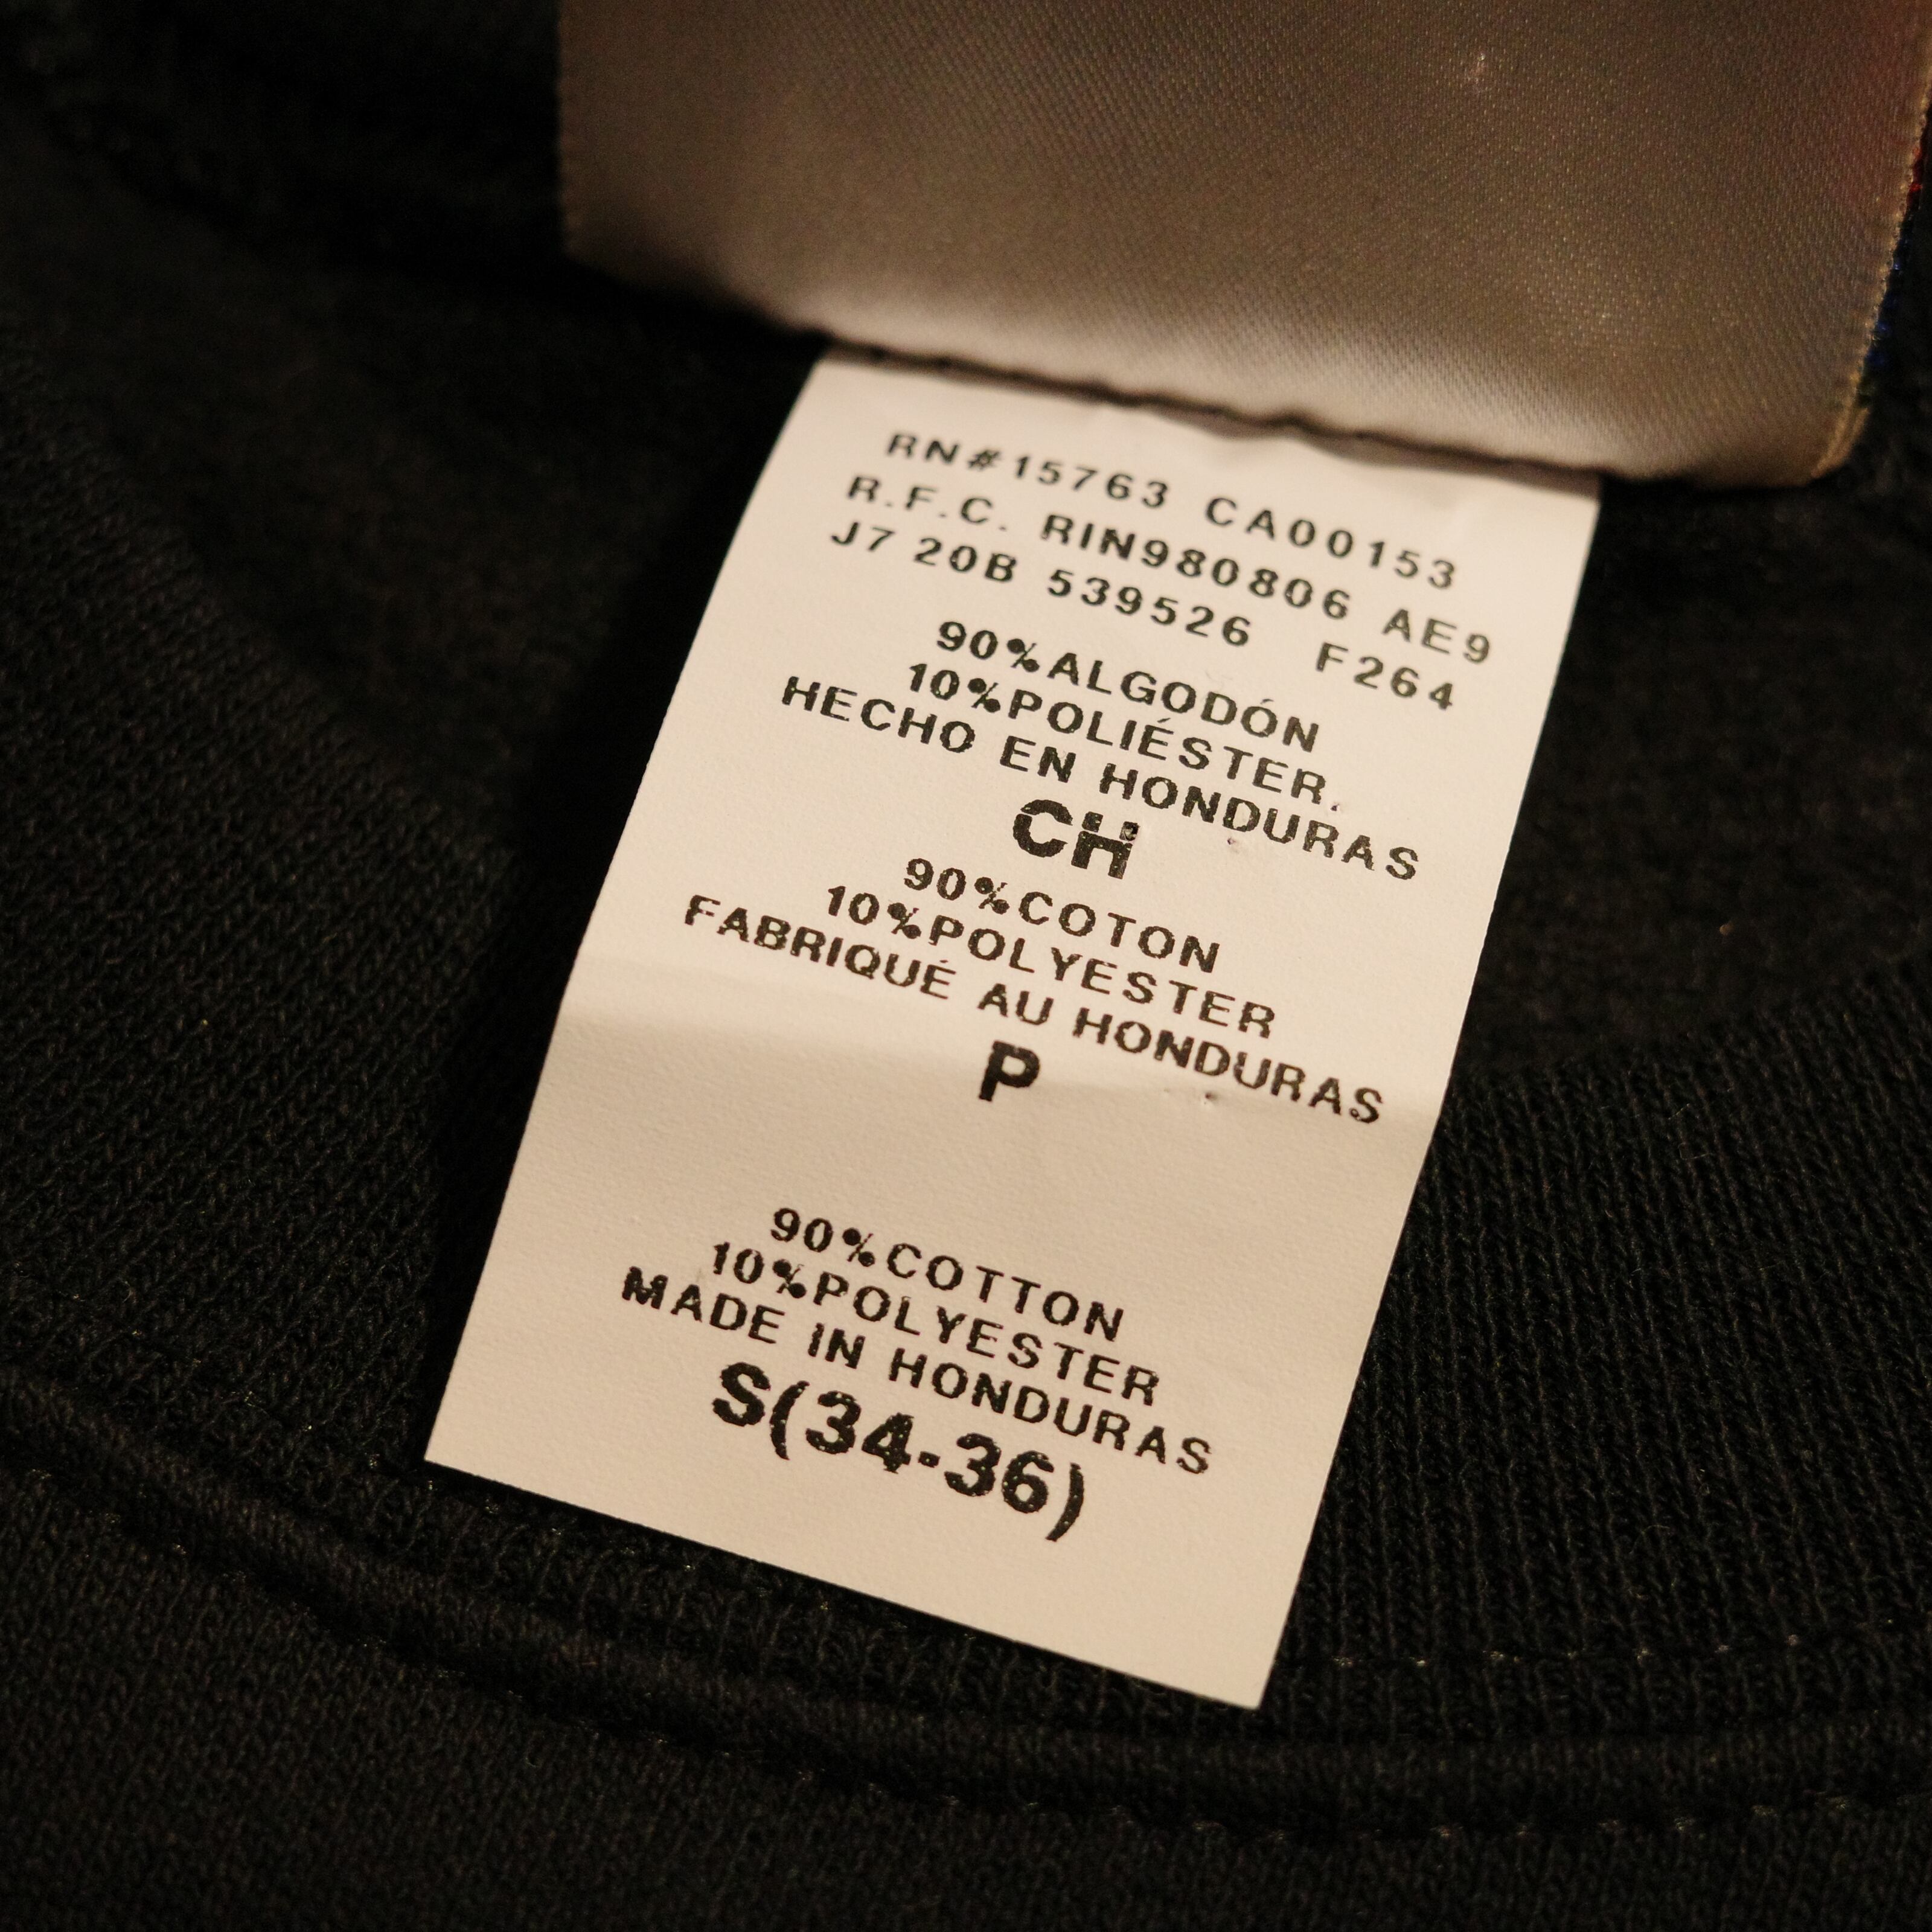 RN#15763 CA00153
R.F.C. RIN980806 AE9
J7 20B 539526 F264
90%ALGODÓN
10%POLIÉSTER.
HECHO EN HONDURAS
CH
90%COTON
10%POLYESTER
FABRIQUÉ AU HONDURAS
P
90%COTTON
10%POLYESTER
MADE IN HONDURAS
S(34-36)